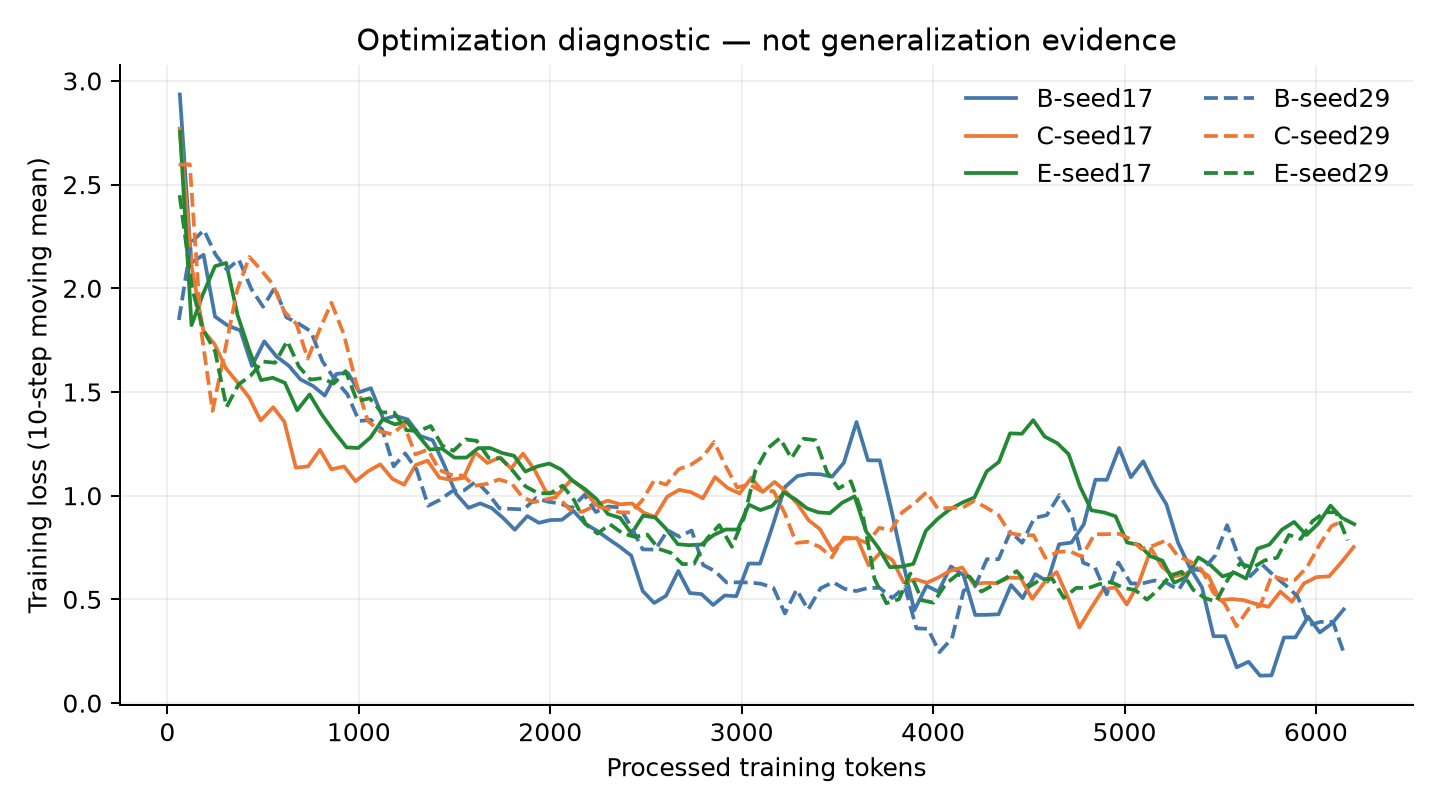 Optimization diagnostic — not generalization evidence
Training loss (10-step moving mean)
3.0
2.5
2.0
1.5
1.0
0.5
0.0
B-seed17
C-seed17
E-seed17
B-seed29
C-seed29
E-seed29
0 1000 2000 3000 4000 5000 6000
Processed training tokens